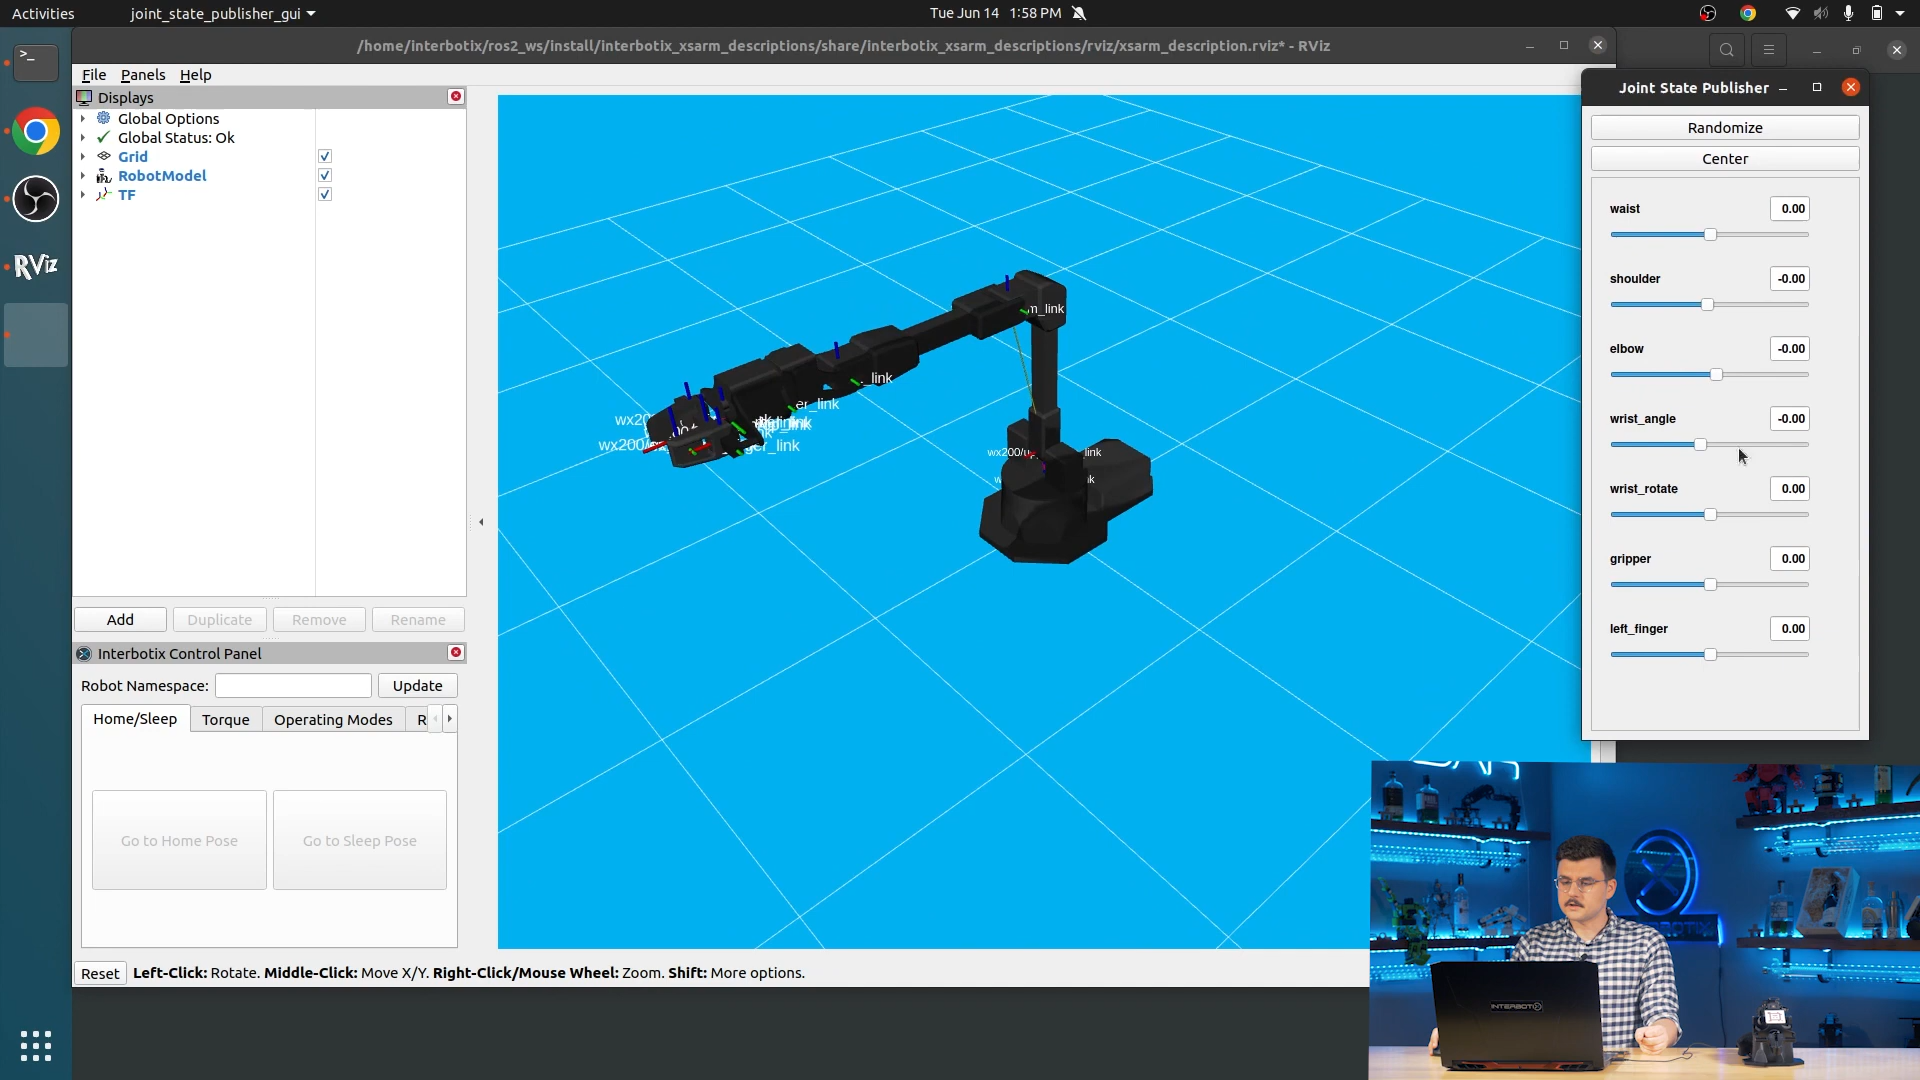 Activities
joint_state_publisher_gui
Tue Jun 14 1:58 PM
/home/interbotix/ros2_ws/install/interbotix_xsarm_descriptions/share/interbotix_xsarm_descriptions/rviz/xsarm_description.rviz* - RViz
File Panels Help
Displays
Global Options
Global Status: Ok
Grid
RobotModel
TF
Add
Duplicate
Remove
Rename
Interbotix Control Panel
Robot Namespace:
Update
Home/Sleep
Torque
Operating Modes
R
Go to Home Pose
Go to Sleep Pose
Reset
Left-Click: Rotate. Middle-Click: Move X/Y. Right-Click/Mouse Wheel: Zoom. Shift: More options.
RViz
m_link
_link
er_link
wx200/u
_link
Joint State Publisher
Randomize
Center
waist 0.00
shoulder -0.00
elbow -0.00
wrist_angle -0.00
wrist_rotate 0.00
gripper 0.00
left_finger 0.00
INTERBOTIX